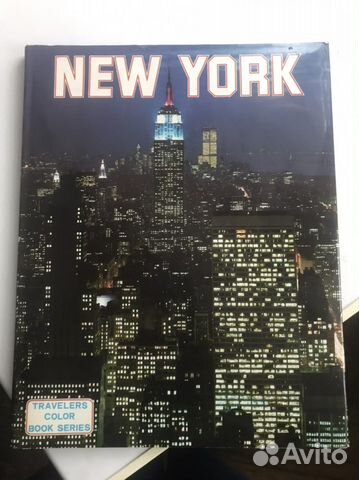 NEW YORK
TRAVELERS
COLOR
BOOK SERIES
Avito